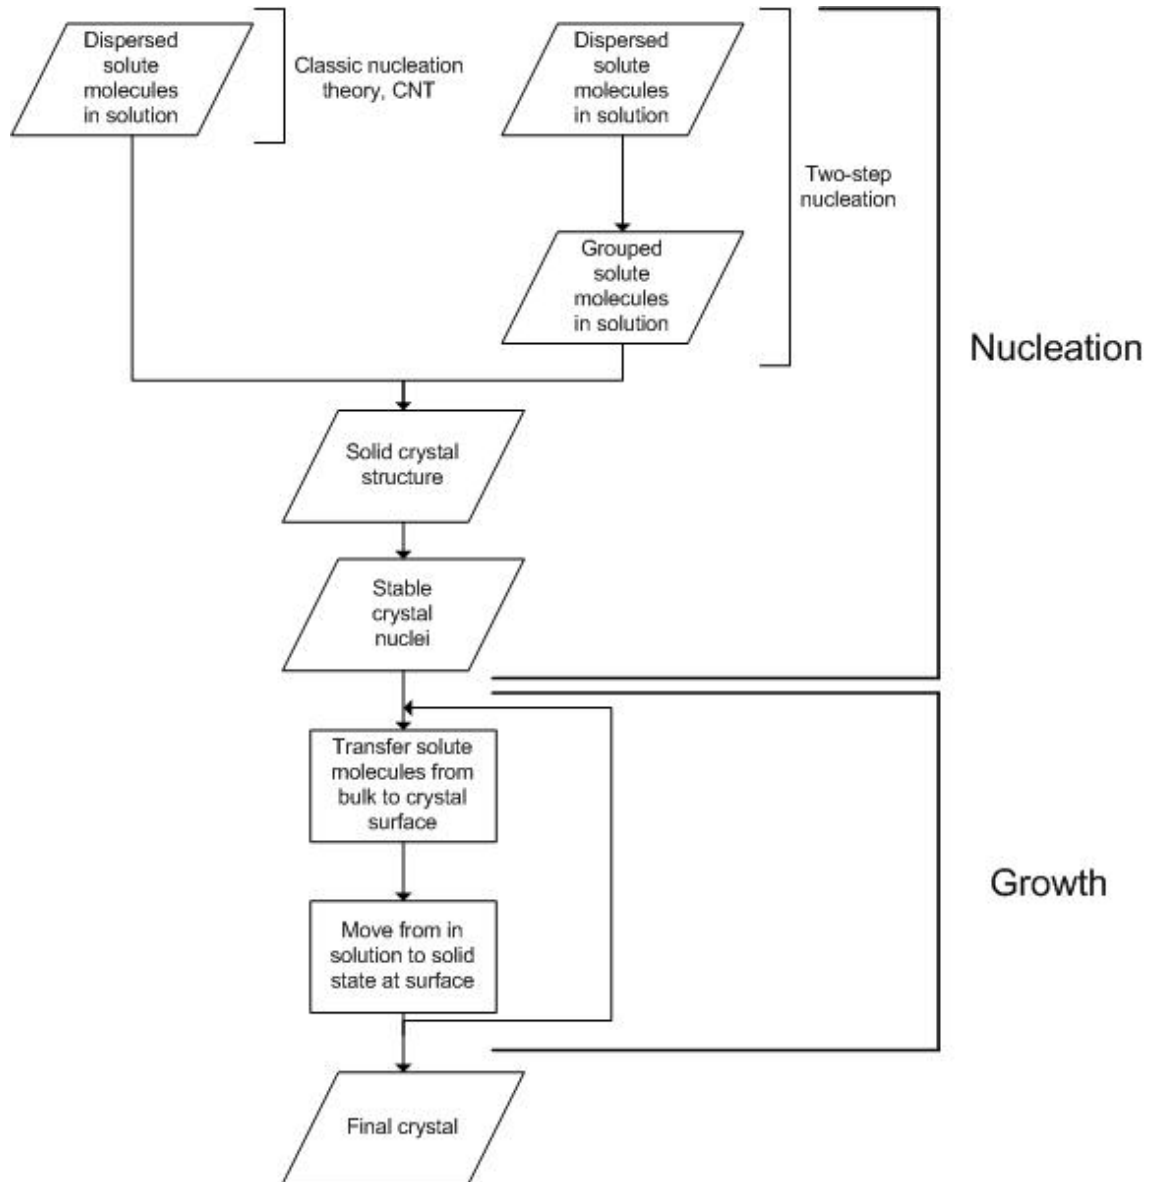 Dispersed
solute
molecules
in solution
Classic nucleation
theory, CNT
Dispersed
solute
molecules
in solution
Two-step
nucleation
Grouped
solute
molecules
in solution
Nucleation
Solid crystal
structure
Stable
crystal
nuclei
Transfer solute
molecules from
bulk to crystal
surface
Growth
Move from in
solution to solid
state at surface
Final crystal